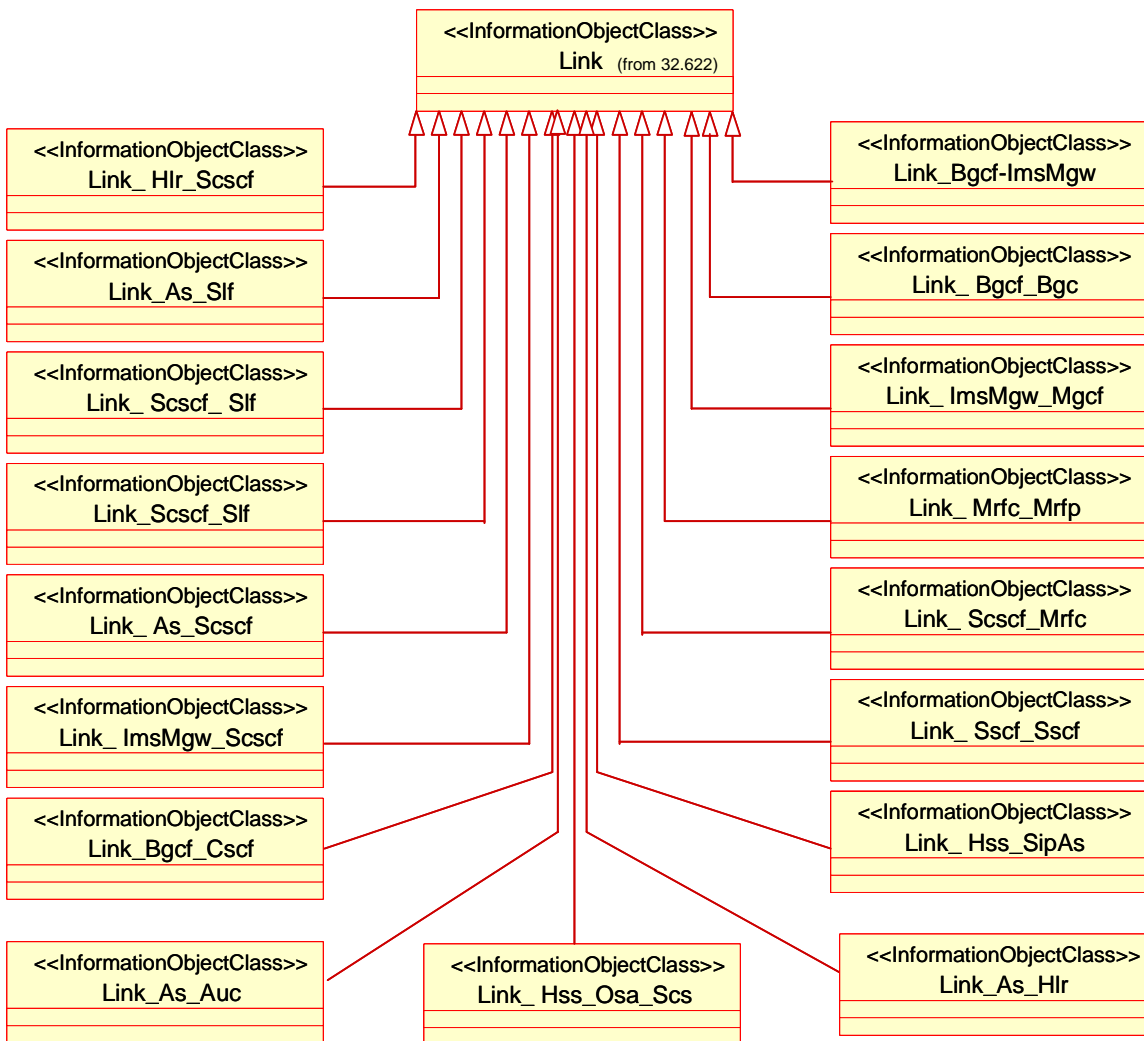 <<InformationObjectClass>>
Link (from 32.622)
<<InformationObjectClass>>
Link_ Hlr_Scscf
<<InformationObjectClass>>
Link_As_Slf
<<InformationObjectClass>>
Link_ Scscf_ Slf
<<InformationObjectClass>>
Link_Scscf_Slf
<<InformationObjectClass>>
Link_ As_Scscf
<<InformationObjectClass>>
Link_ ImsMgw_Scscf
<<InformationObjectClass>>
Link_Bgcf_Cscf
<<InformationObjectClass>>
Link_As_Auc
<<InformationObjectClass>>
Link_ Hss_Osa_Scs
<<InformationObjectClass>>
Link_Bgcf-ImsMgw
<<InformationObjectClass>>
Link_ Bgcf_Bgc
<<InformationObjectClass>>
Link_ ImsMgw_Mgcf
<<InformationObjectClass>>
Link_ Mrfc_Mrfp
<<InformationObjectClass>>
Link_ Scscf_Mrfc
<<InformationObjectClass>>
Link_ Sscf_Sscf
<<InformationObjectClass>>
Link_ Hss_SipAs
<<InformationObjectClass>>
Link_As_Hlr